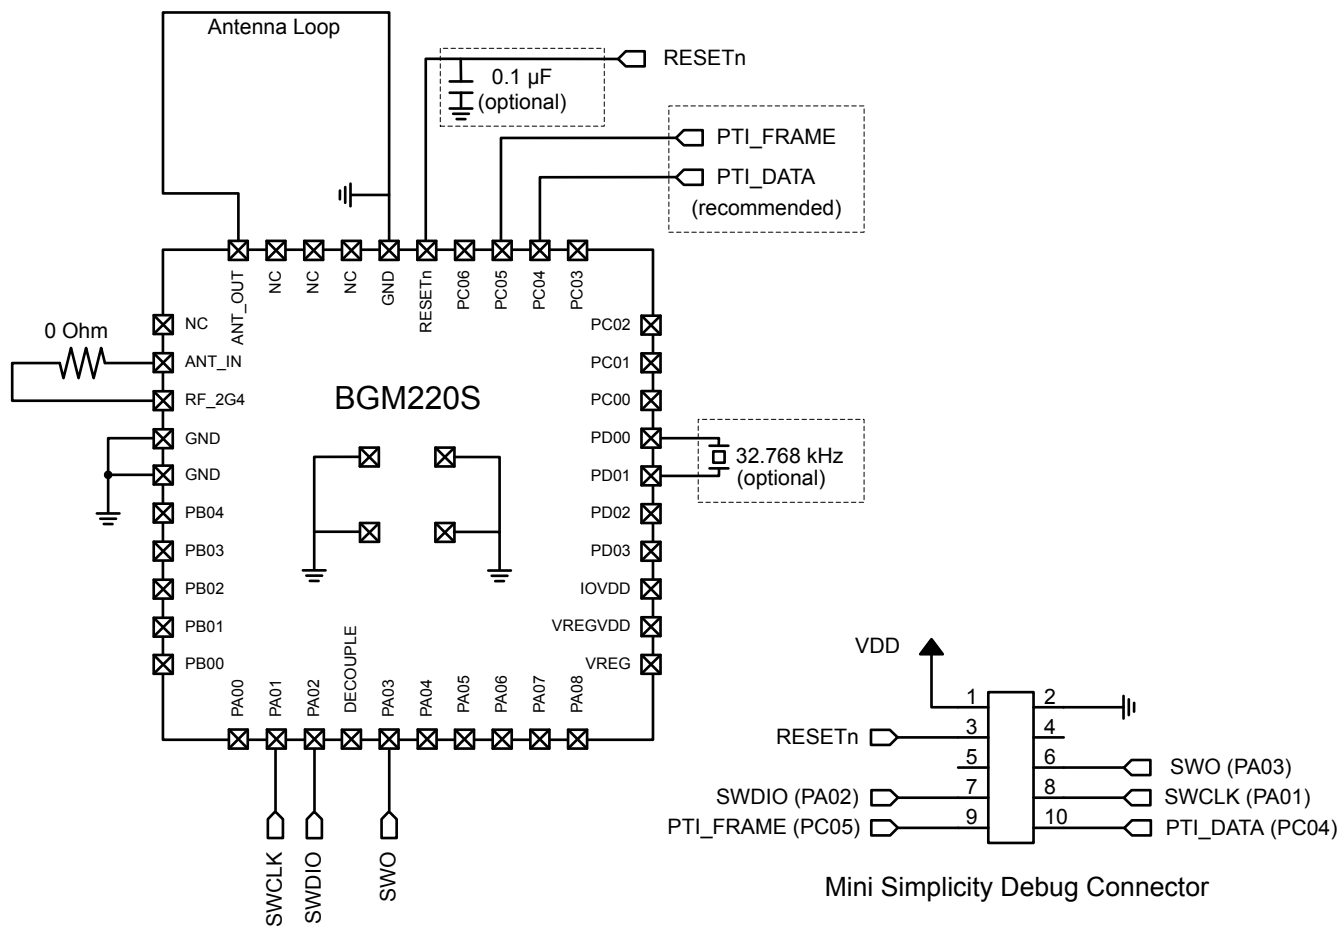 Antenna Loop
RESETn
0.1 µF
(optional)
PTI_FRAME
PTI_DATA
(recommended)
ANT_OUT
NC
NC
NC
GND
RESETn
PC06
PC05
PC04
PC03
0 Ohm
NC
ANT_IN
RF_2G4
GND
GND
PB04
PB03
PB02
PB01
PB00
BGM220S
PC02
PC01
PC00
PD00
PD01
PD02
PD03
IOVDD
VREGVDD
VREG
32.768 kHz
(optional)
PA00
PA01
PA02
DECOUPLE
PA03
PA04
PA05
PA06
PA07
PA08
SWCLK
SWDIO
SWO
VDD
1 2
RESETn 3 4
5 6 SWO (PA03)
SWDIO (PA02) 7 8 SWCLK (PA01)
PTI_FRAME (PC05) 9 10 PTI_DATA (PC04)
Mini Simplicity Debug Connector